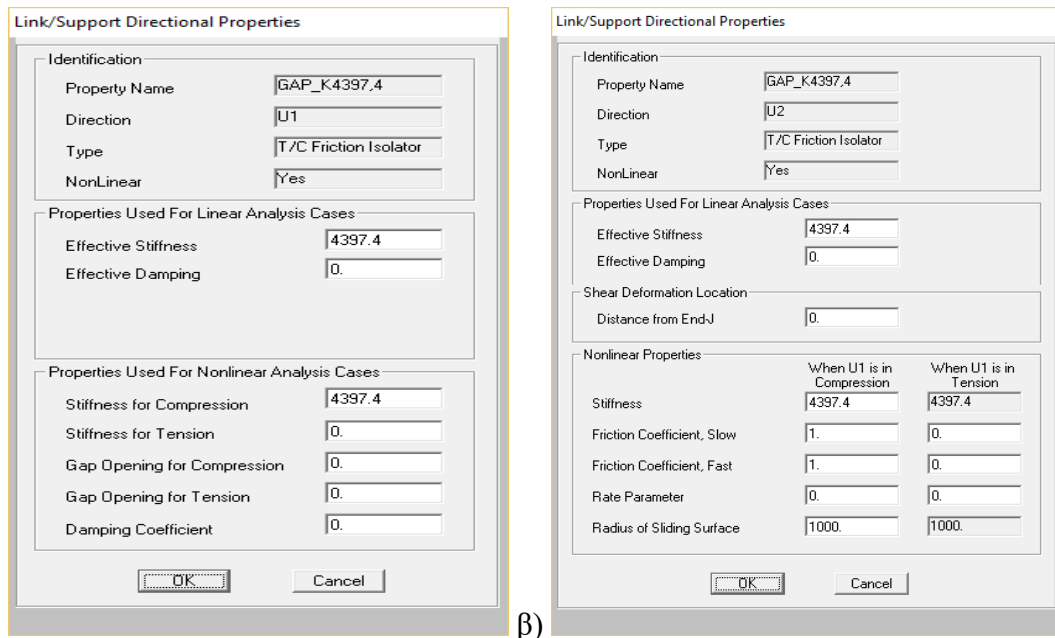 Link/Support Directional Properties
Identification
Property Name GAP_K4397,4
Direction U1
Type T/C Friction Isolator
NonLinear Yes
Properties Used For Linear Analysis Cases
Effective Stiffness 4397.4
Effective Damping 0.
Properties Used For Nonlinear Analysis Cases
Stiffness for Compression 4397.4
Stiffness for Tension 0.
Gap Opening for Compression 0.
Gap Opening for Tension 0.
Damping Coefficient 0.
OK Cancel
β)
Link/Support Directional Properties
Identification
Property Name GAP_K4397,4
Direction U2
Type T/C Friction Isolator
NonLinear Yes
Properties Used For Linear Analysis Cases
Effective Stiffness 4397.4
Effective Damping 0.
Shear Deformation Location
Distance from End-J 0.
Nonlinear Properties
When U1 is in When U1 is in
Compression Tension
Stiffness 4397.4 4397.4
Friction Coefficient, Slow 1. 0.
Friction Coefficient, Fast 1. 0.
Rate Parameter 0. 0.
Radius of Sliding Surface 1000. 1000.
OK Cancel